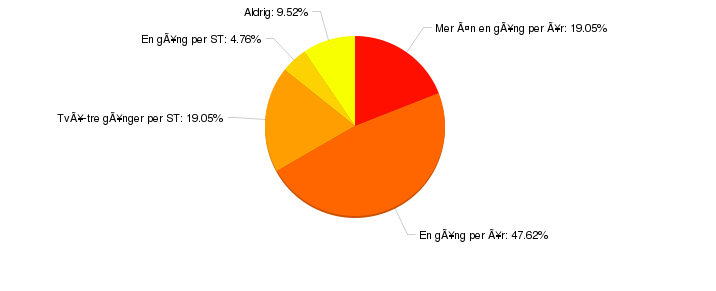 Aldrig: 9.52%
Mer Ã¤n en gÃ¥ng per Ã¥r: 19.05%
En gÃ¥ng per ST: 4.76%
TvÃ¥-tre gÃ¥nger per ST: 19.05%
En gÃ¥ng per Ã¥r: 47.62%